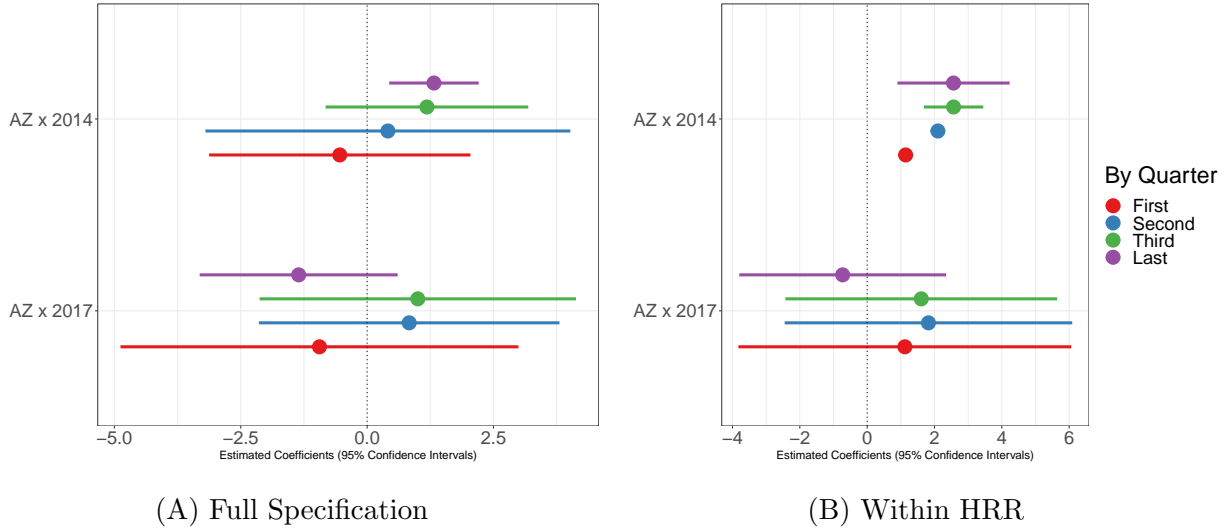 AZ x 2014
AZ x 2017
−5.0 −2.5 0.0 2.5
Estimated Coefficients (95% Confidence Intervals)
(A) Full Specification
AZ x 2014
AZ x 2017
−4 −2 0 2 4 6
Estimated Coefficients (95% Confidence Intervals)
(B) Within HRR
By Quarter
First
Second
Third
Last